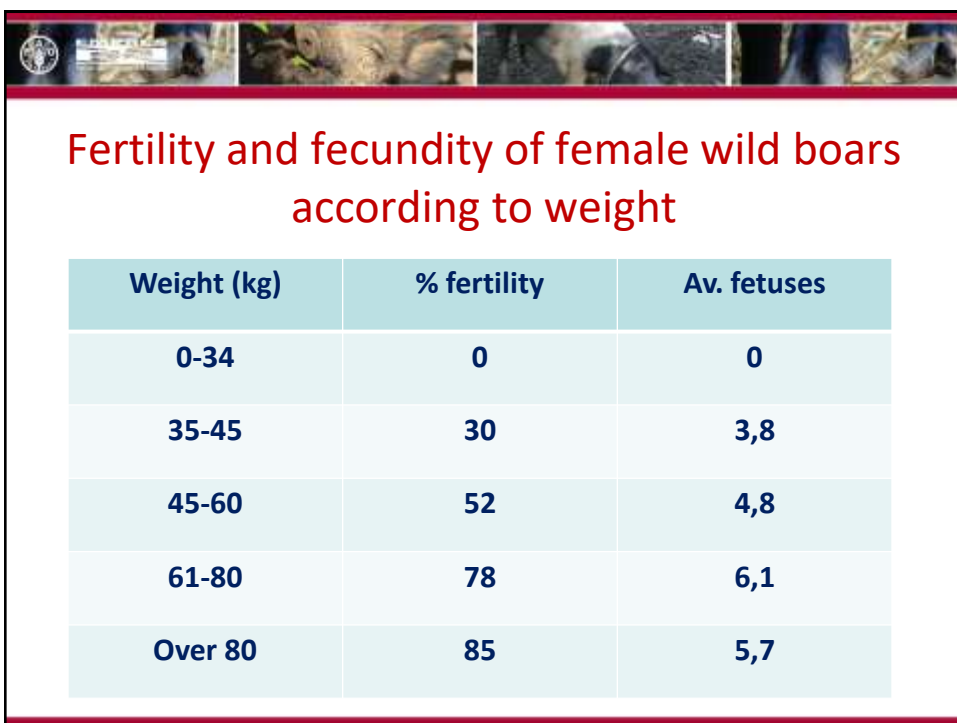 Fertility and fecundity of female wild boars
according to weight
Weight (kg) % fertility Av. fetuses
0-34 0 0
35-45 30 3,8
45-60 52 4,8
61-80 78 6,1
Over 80 85 5,7